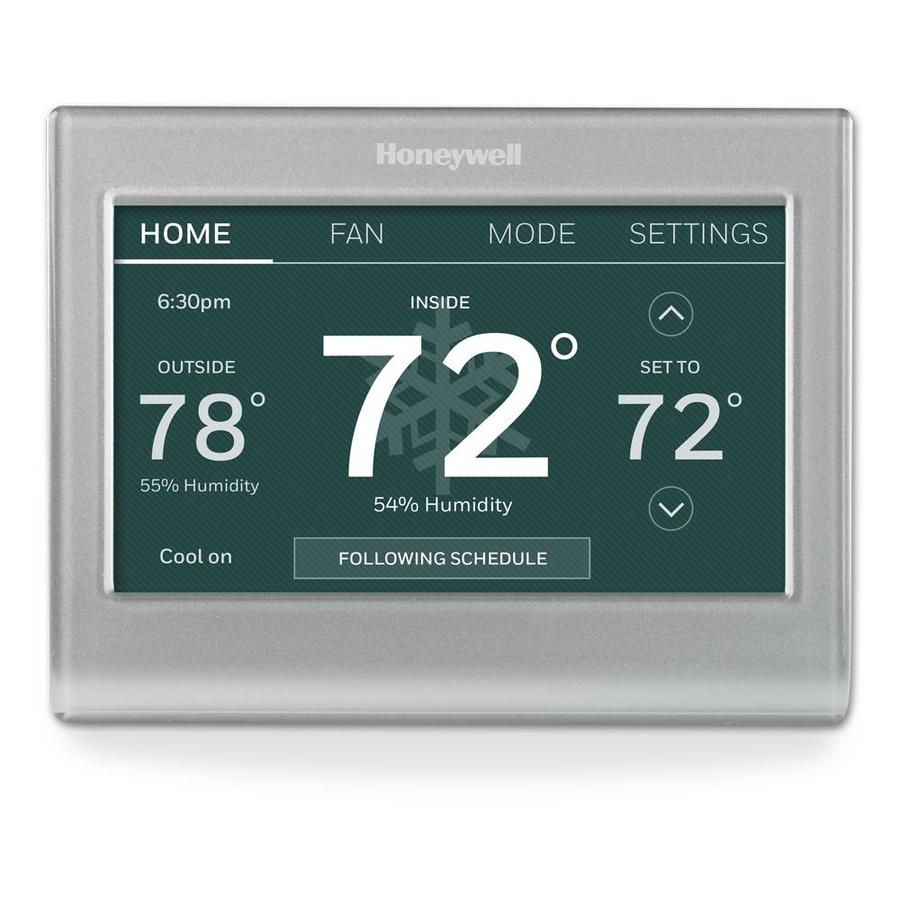 Honeywell
HOME FAN MODE SETTINGS
6:30pm
OUTSIDE
78°
55% Humidity
Cool on
INSIDE
72°
54% Humidity
FOLLOWING SCHEDULE
SET TO
72°